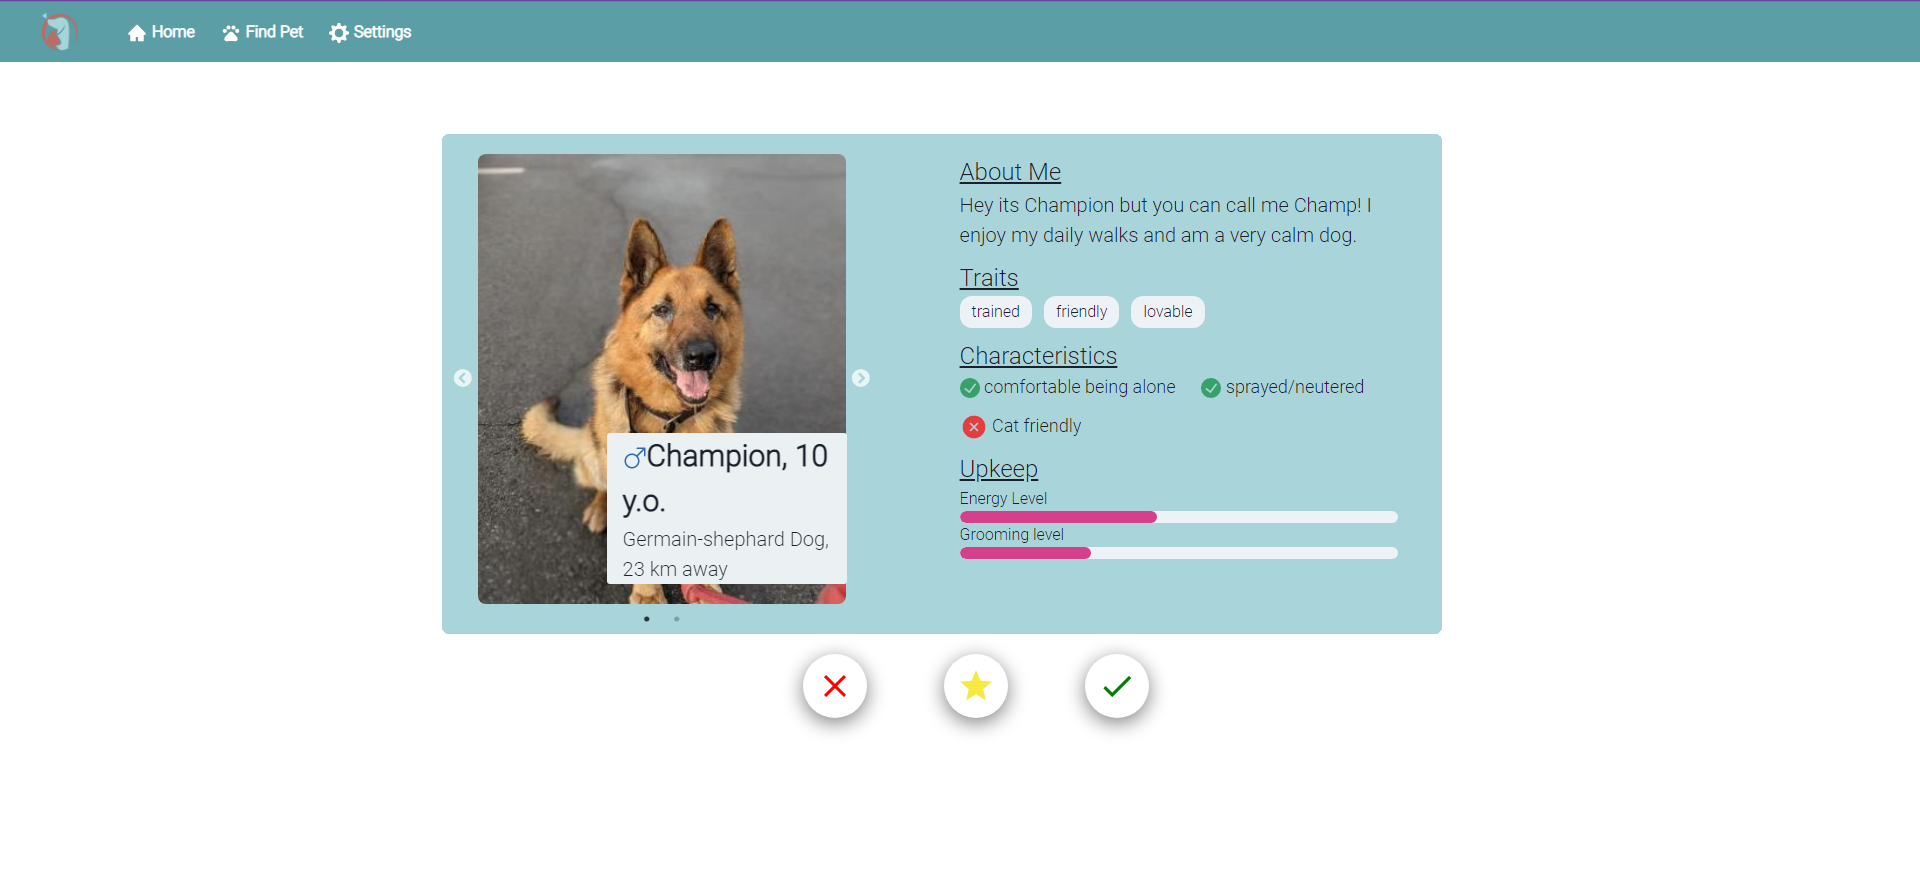 Home Find Pet Settings
Champion, 10
y.o.
Germain-shephard Dog,
23 km away
About Me
Hey its Champion but you can call me Champ! I
enjoy my daily walks and am a very calm dog.
Traits
trained friendly lovable
Characteristics
comfortable being alone sprayed/neutered
Cat friendly
Upkeep
Energy Level
Grooming level